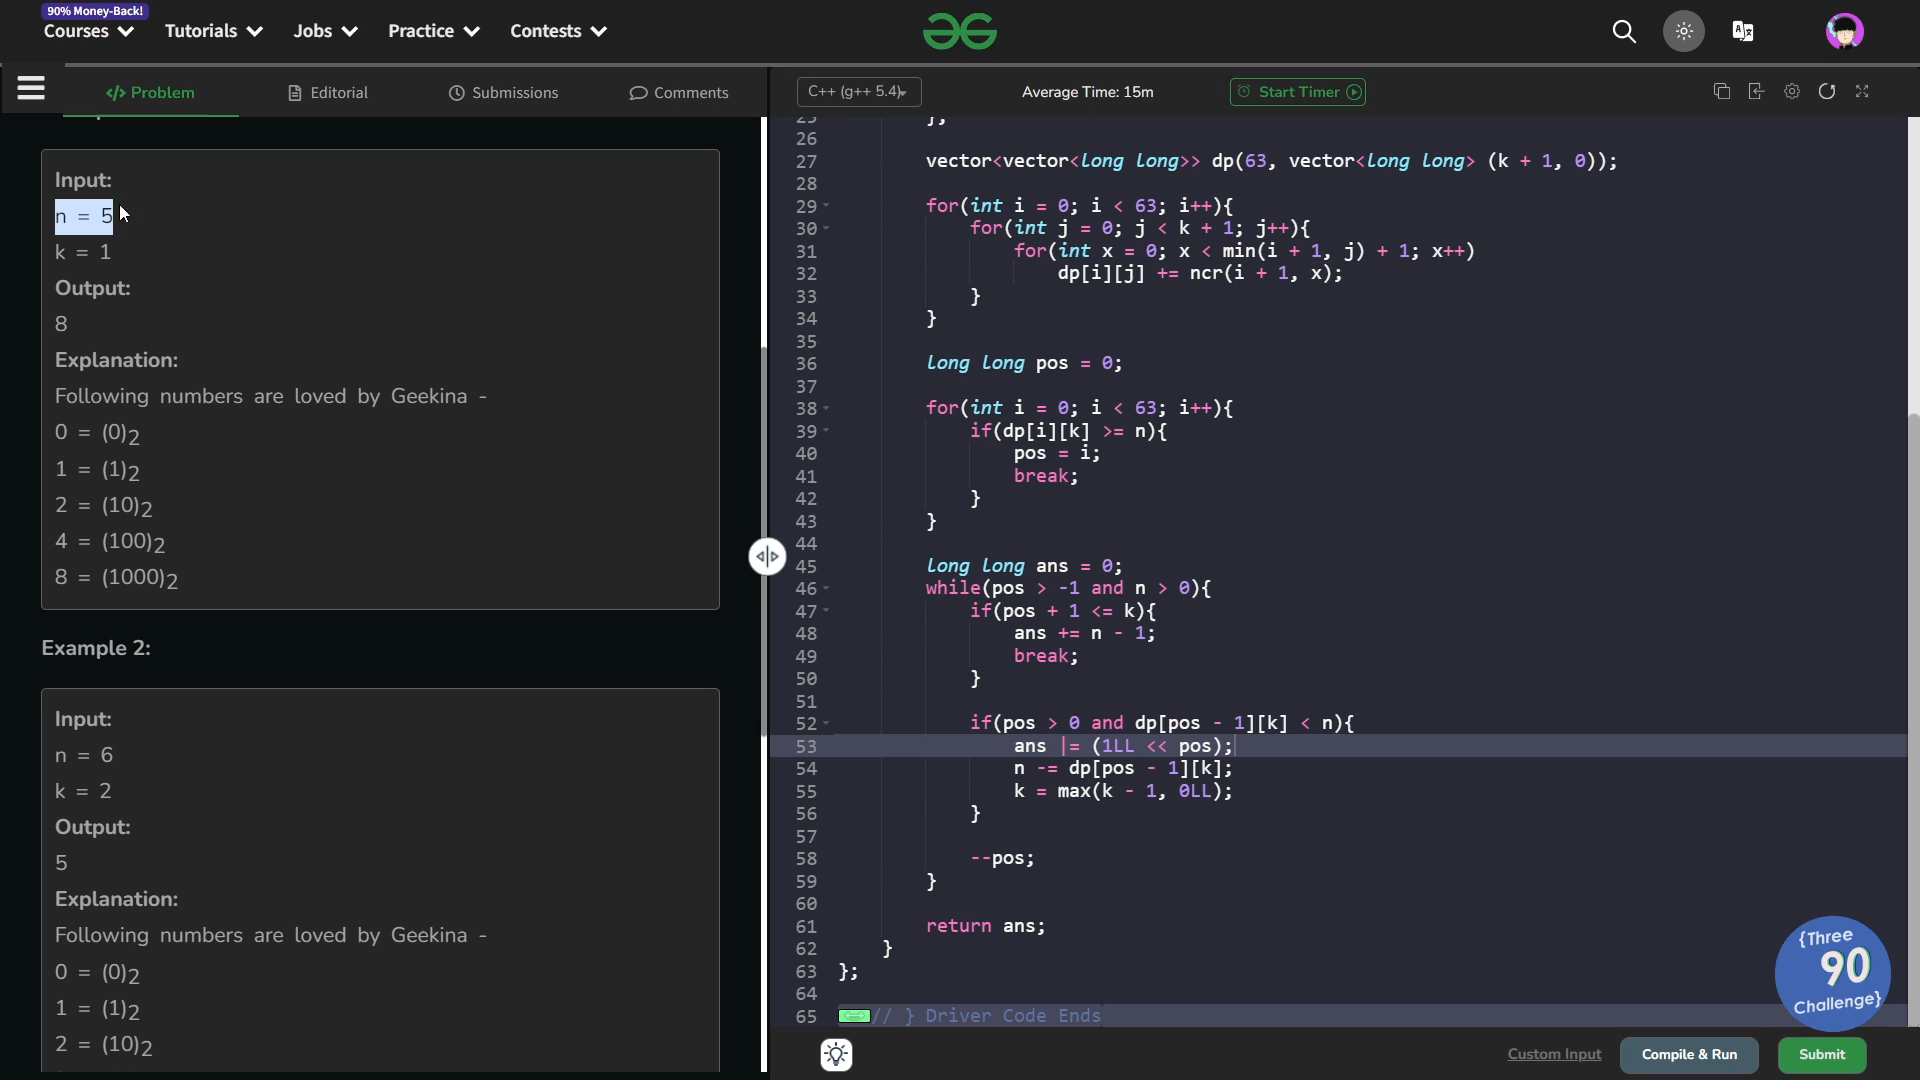 90% Money-Back!
Courses Tutorials Jobs Practice Contests
Problem Editorial Submissions Comments
Input:
n = 5
k = 1
Output:
8
Explanation:
Following numbers are loved by Geekina -
0 = (0)2
1 = (1)2
2 = (10)2
4 = (100)2
8 = (1000)2
Example 2:
Input:
n = 6
k = 2
Output:
5
Explanation:
Following numbers are loved by Geekina -
0 = (0)2
1 = (1)2
2 = (10)2
C++ (g++ 5.4) Average Time: 15m Start Timer
25 };
26
27 vector<vector<long long>> dp(63, vector<long long> (k + 1, 0));
28
29 for(int i = 0; i < 63; i++){
30 for(int j = 0; j < k + 1; j++){
31 for(int x = 0; x < min(i + 1, j) + 1; x++)
32 dp[i][j] += ncr(i + 1, x);
33 }
34 }
35
36 long long pos = 0;
37
38 for(int i = 0; i < 63; i++){
39 if(dp[i][k] >= n){
40 pos = i;
41 break;
42 }
43 }
44
45 long long ans = 0;
46 while(pos > -1 and n > 0){
47 if(pos + 1 <= k){
48 ans += n - 1;
49 break;
50 }
51
52 if(pos > 0 and dp[pos - 1][k] < n){
53 ans |= (1LL << pos);
54 n -= dp[pos - 1][k];
55 k = max(k - 1, 0LL);
56 }
57
58 --pos;
59 }
60
61 return ans;
62 }
63 };
64
65 // } Driver Code Ends
{Three
90
Challenge}
Custom Input Compile & Run Submit